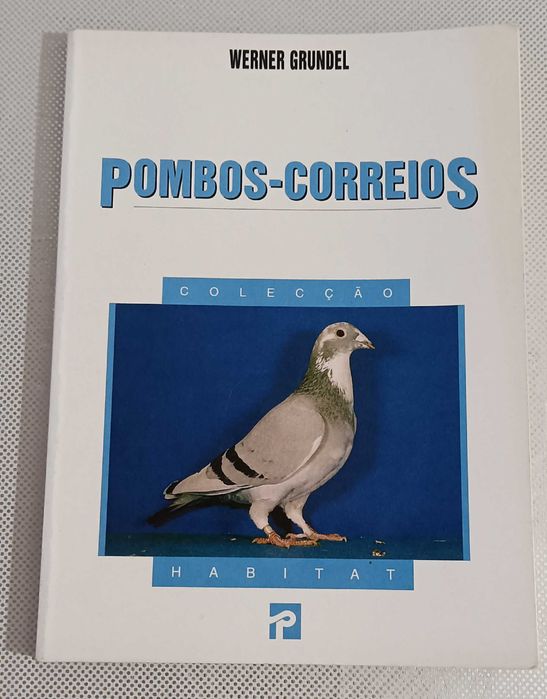 WERNER GRUNDEL
POMBOS-CORREIOS
COLECÇÃO
HABITAT